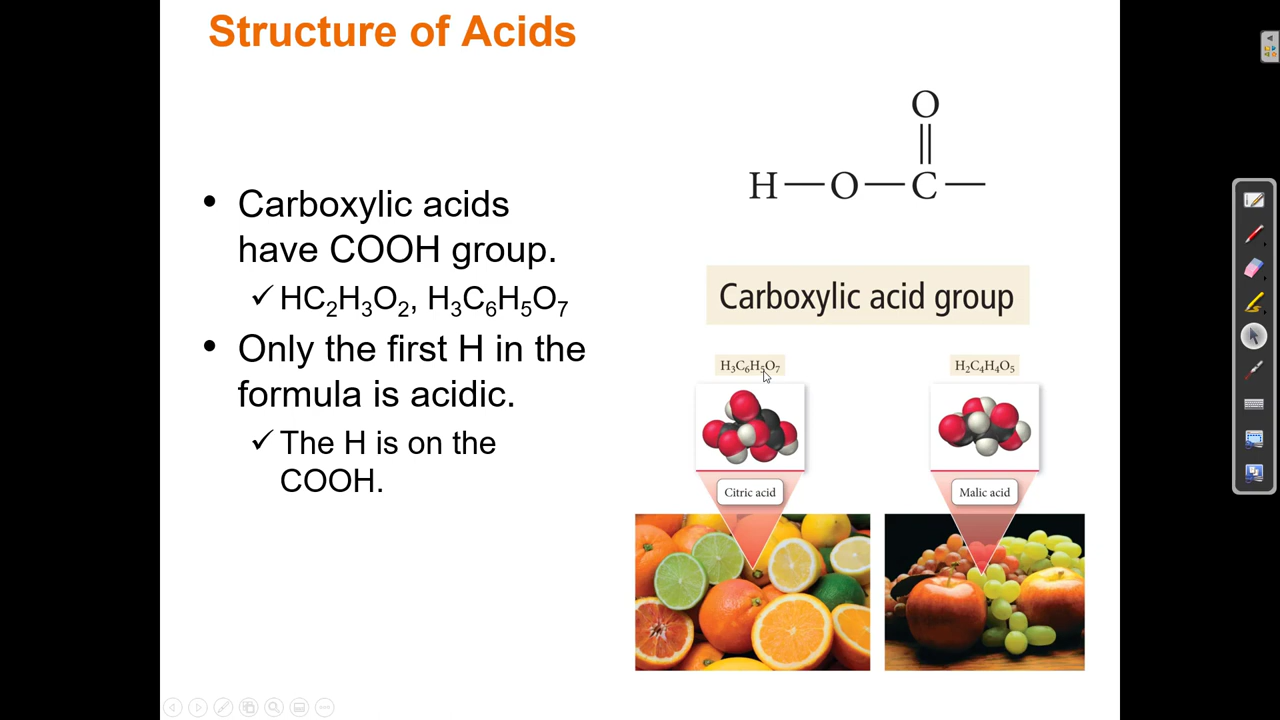 Structure of Acids
• Carboxylic acids
have COOH group.
✓ HC₂H₃O₂, H₃C₆H₅O₇
• Only the first H in the
formula is acidic.
✓ The H is on the
COOH.
O
H—O—C—
Carboxylic acid group
H₃C₆H₅O₇
H₂C₄H₄O₅
Citric acid
Malic acid